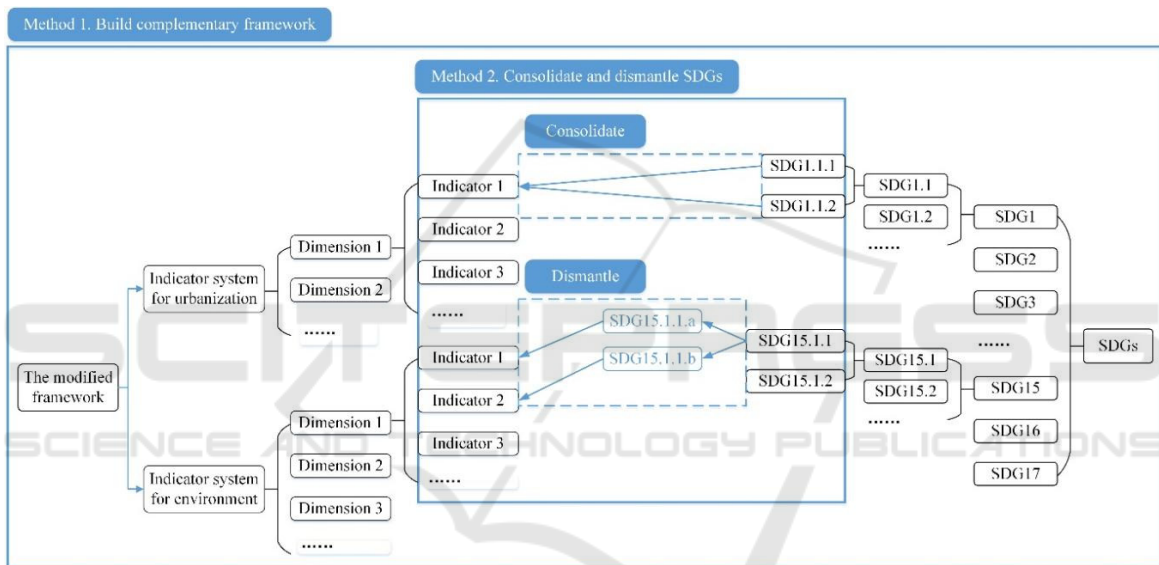 Method 1. Build complementary framework
Method 2. Consolidate and dismantle SDGs
Consolidate
Indicator 1
Indicator 2
Indicator 3
......
Dimension 1
Dimension 2
......
Indicator system
for urbanization
SDG1.1.1
SDG1.1.2
SDG1.1
SDG1.2
......
SDG1
SDG2
SDG3
......
SDGs
Dismantle
SDG15.1.1.a
SDG15.1.1.b
SDG15.1.1
SDG15.1.2
SDG15.1
SDG15.2
......
SDG15
SDG16
SDG17
Indicator 1
Indicator 2
Indicator 3
......
The modified
framework
Dimension 1
Dimension 2
Dimension 3
......
Indicator system
for environment
SCITEPRESS
SCIENCE AND TECHNOLOGY PUBLICATIONS